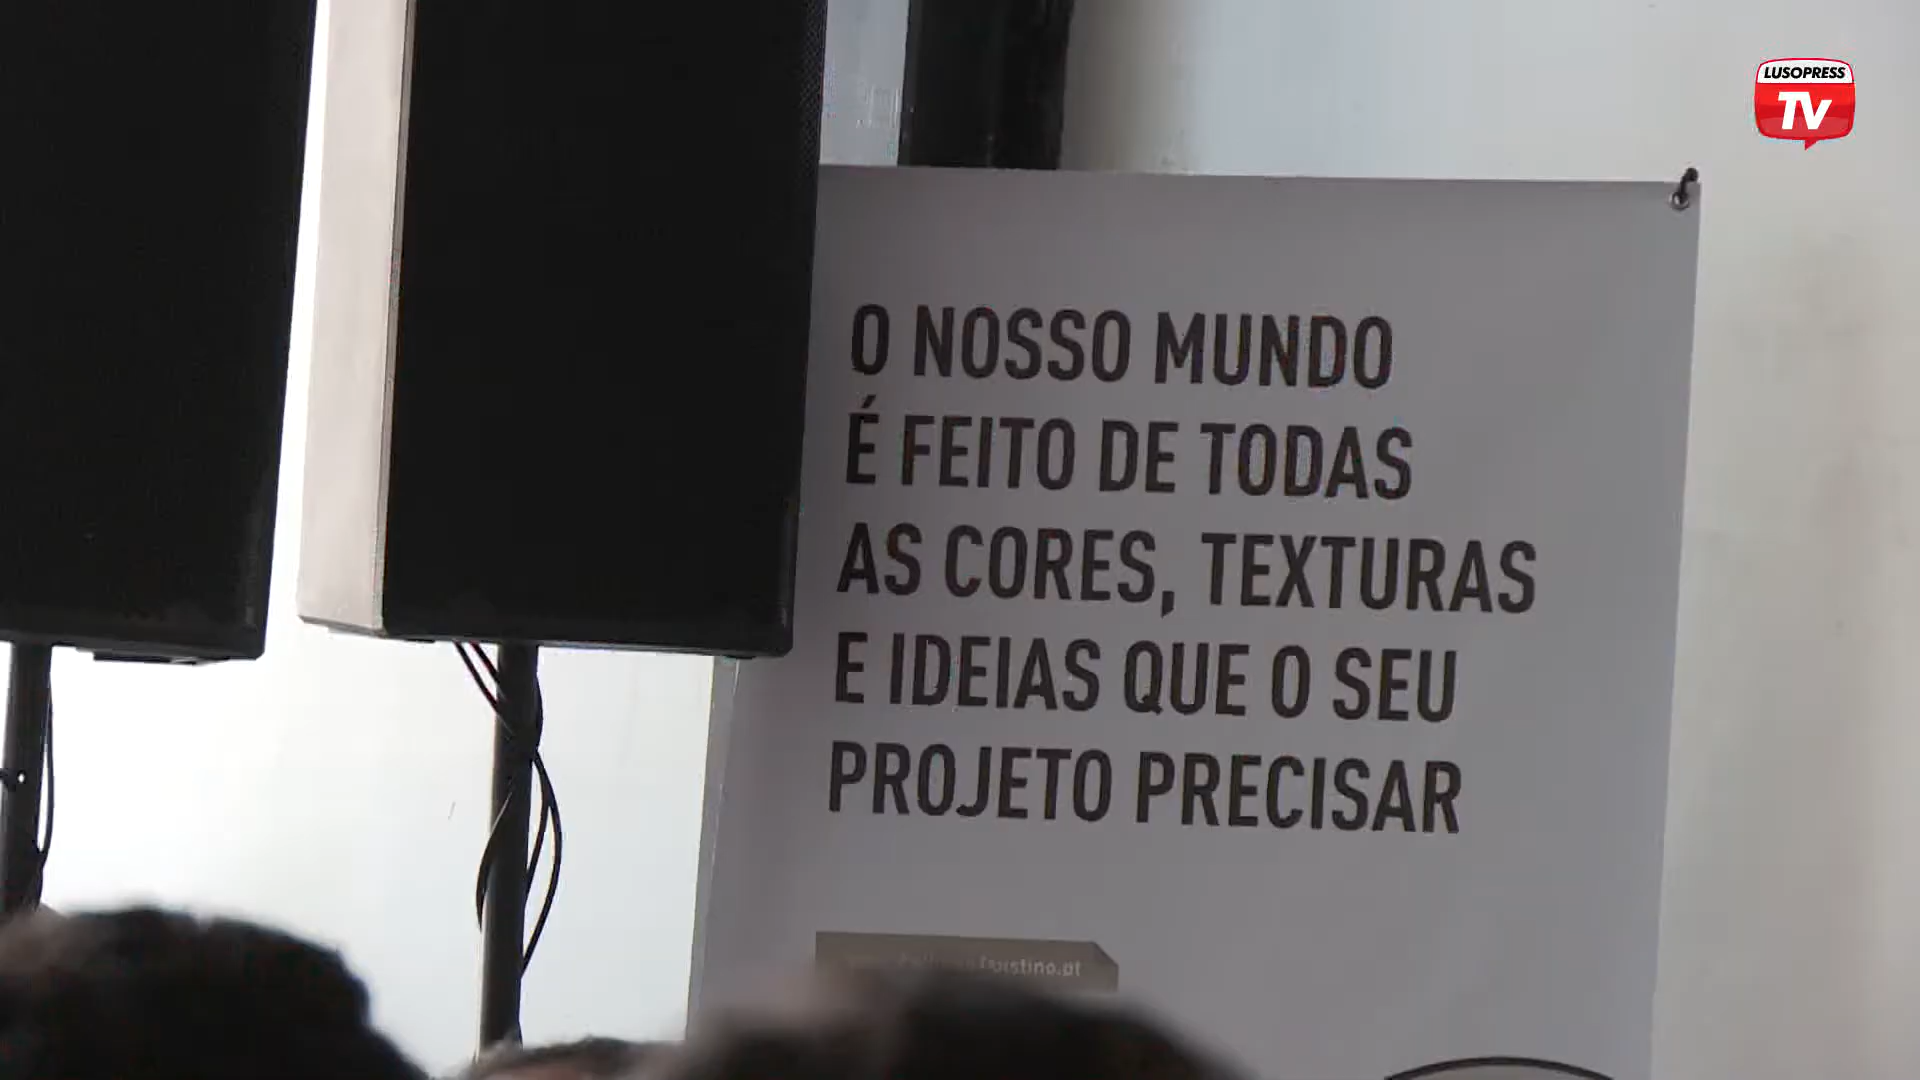 LUSOPRESS
TV
O NOSSO MUNDO
É FEITO DE TODAS
AS CORES, TEXTURAS
E IDEIAS QUE O SEU
PROJETO PRECISAR